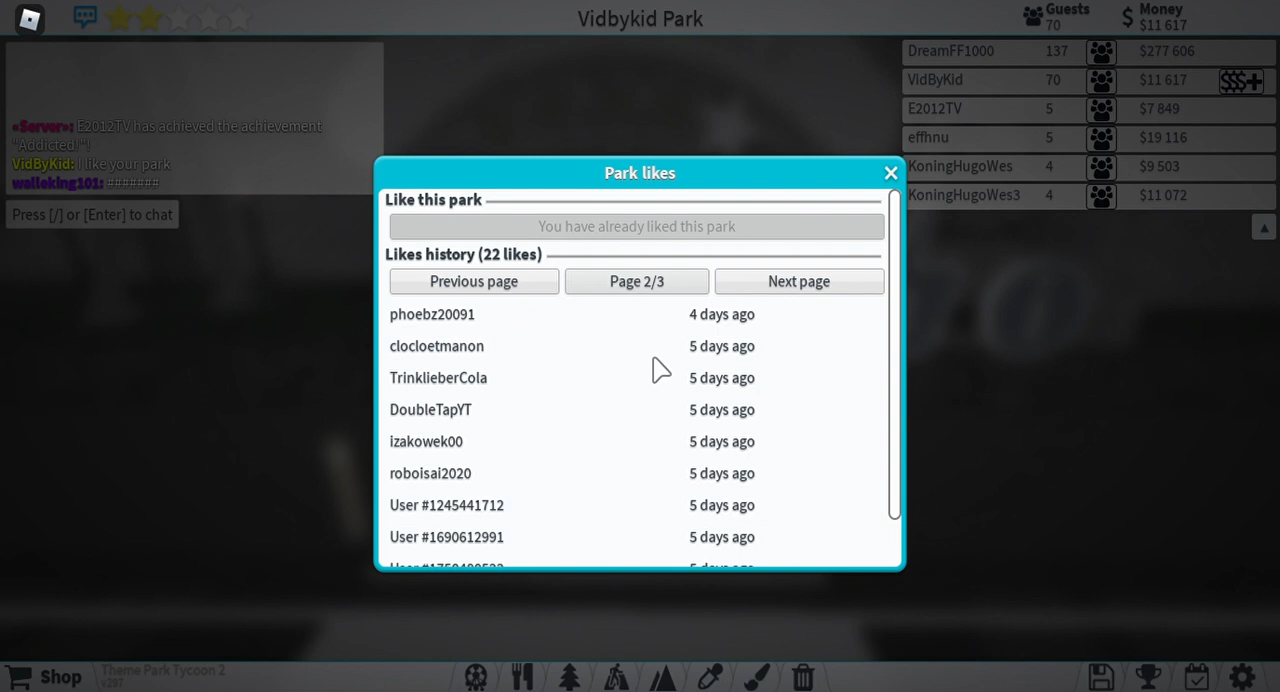 Vidbykid Park
Guests
70
Money
$11 617
DreamFF1000 137 $277 606
VidByKid 70 $11 617 $$$+
E2012TV 5 $7 849
effhnu 5 $19 116
KoningHugoWes 4 $9 503
KoningHugoWes3 4 $11 072
«Server»: E2012TV has achieved the achievement
"Addicted!"!
VidByKid: I like your park
walleking101: #######
Press [/] or [Enter] to chat
Park likes
Like this park
You have already liked this park
Likes history (22 likes)
Previous page Page 2/3 Next page
phoebz20091 4 days ago
clocloetmanon 5 days ago
TrinklieberCola 5 days ago
DoubleTapYT 5 days ago
izakowek00 5 days ago
roboisai2020 5 days ago
User #1245441712 5 days ago
User #1690612991 5 days ago
Shop
Theme Park Tycoon 2
v297